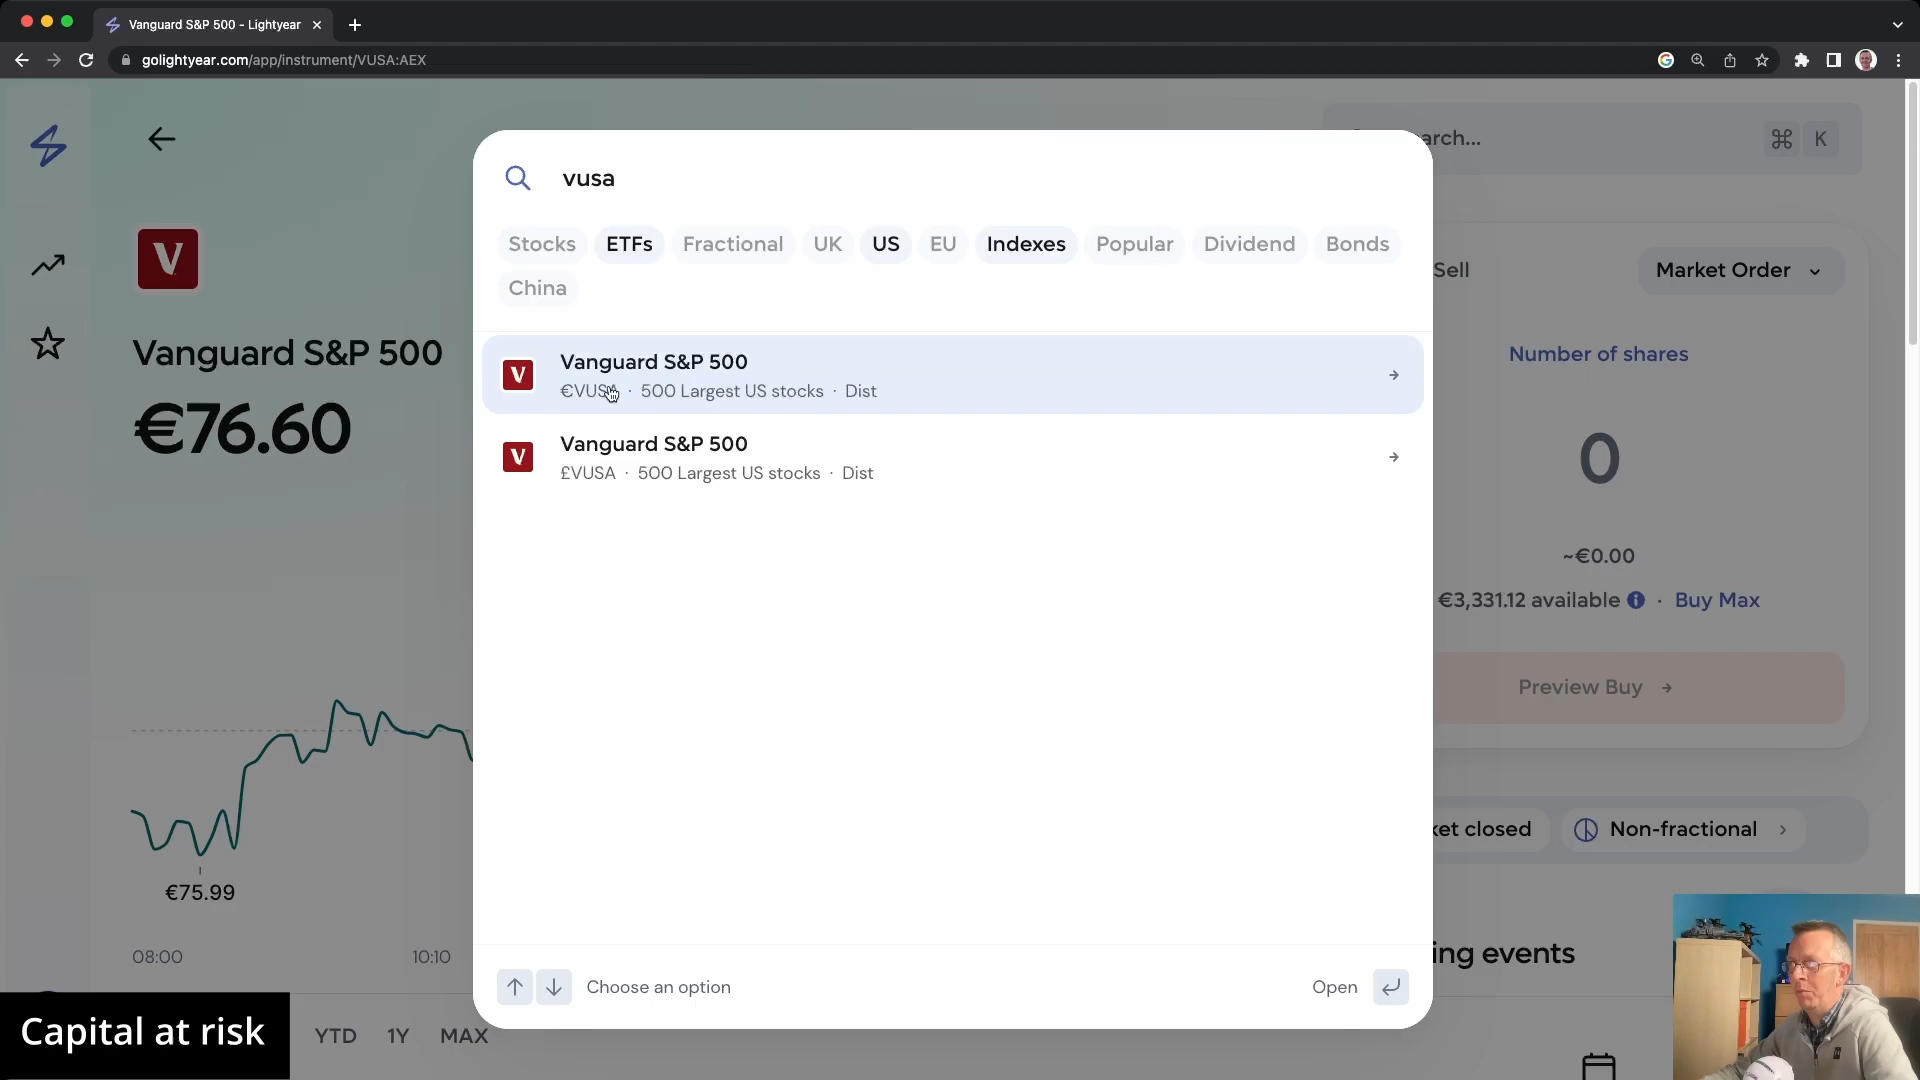 Vanguard S&P 500 - Lightyear
golightyear.com/app/instrument/VUSA:AEX
arch...
⌘ K
vusa
Stocks ETFs Fractional UK US EU Indexes Popular Dividend Bonds
China
V
Vanguard S&P 500
€76.60
V
Vanguard S&P 500
€VUSA · 500 Largest US stocks · Dist
V
Vanguard S&P 500
£VUSA · 500 Largest US stocks · Dist
Sell
Market Order
Number of shares
0
~€0.00
€3,331.12 available · Buy Max
Preview Buy
ket closed
Non-fractional
€75.99
08:00
10:10
ing events
Choose an option
Open
Capital at risk
YTD 1Y MAX